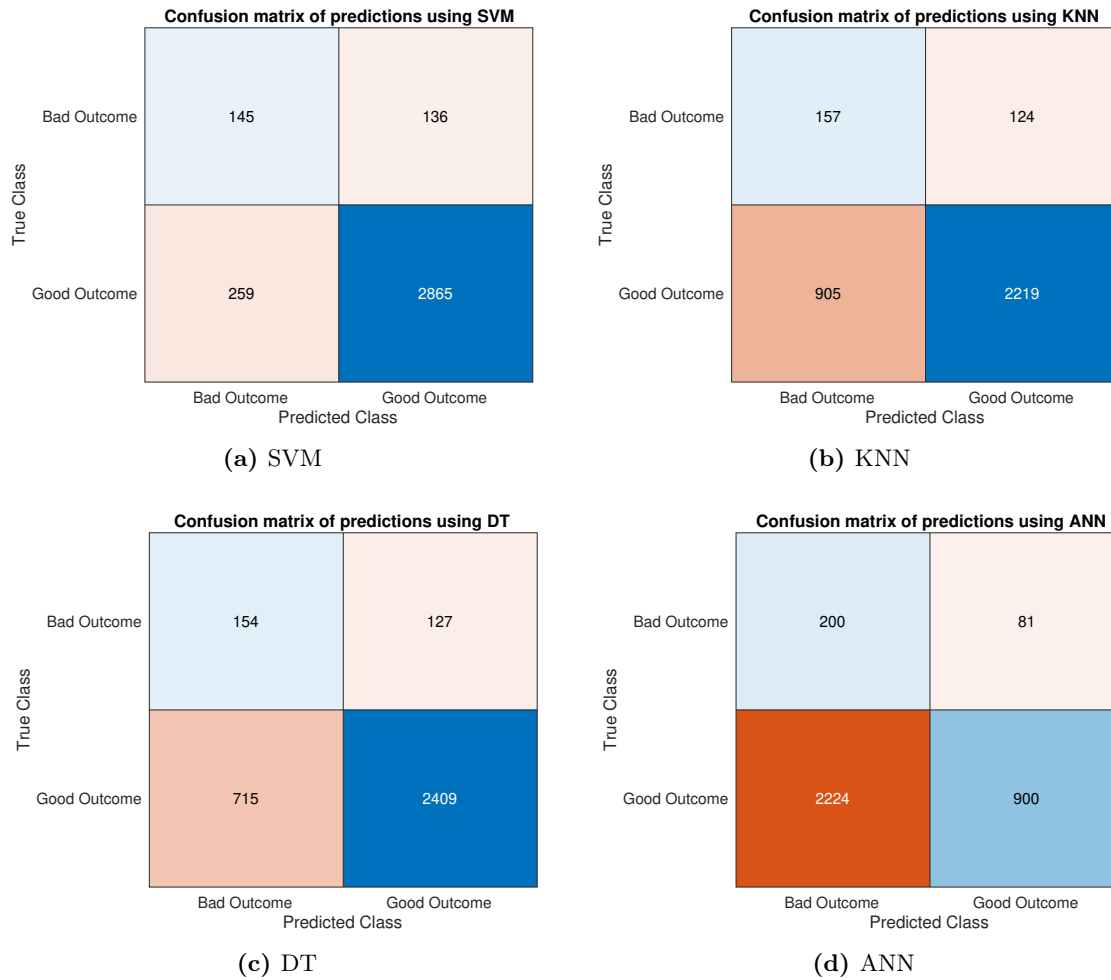 Confusion matrix of predictions using SVM
True Class
Bad Outcome
145
136
Good Outcome
259
2865
Bad Outcome
Good Outcome
Predicted Class
(a) SVM
Confusion matrix of predictions using KNN
True Class
Bad Outcome
157
124
Good Outcome
905
2219
Bad Outcome
Good Outcome
Predicted Class
(b) KNN
Confusion matrix of predictions using DT
True Class
Bad Outcome
154
127
Good Outcome
715
2409
Bad Outcome
Good Outcome
Predicted Class
(c) DT
Confusion matrix of predictions using ANN
True Class
Bad Outcome
200
81
Good Outcome
2224
900
Bad Outcome
Good Outcome
Predicted Class
(d) ANN